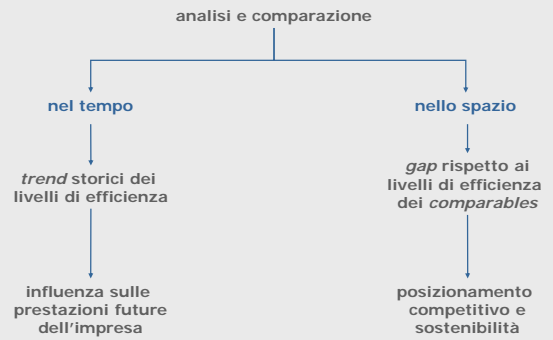 analisi e comparazione
nel tempo
nello spazio
trend storici dei
livelli di efficienza
gap rispetto ai
livelli di efficienza
dei comparables
influenza sulle
prestazioni future
dell'impresa
posizionamento
competitivo e
sostenibilità